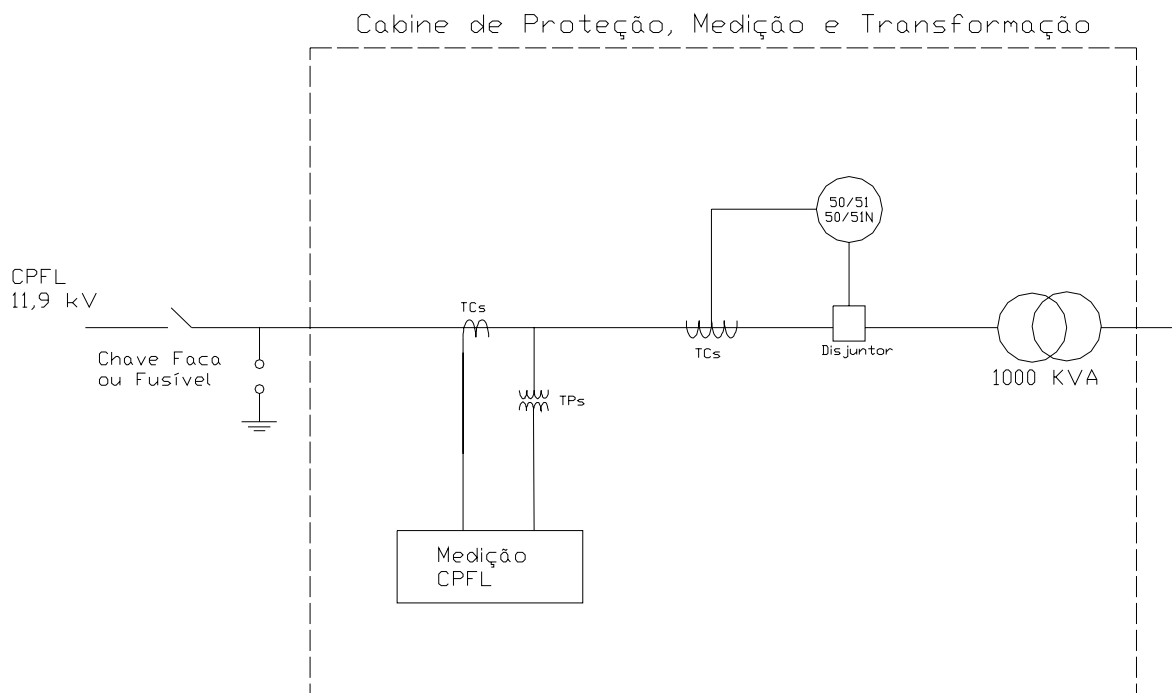 Cabine de Proteção, Medição e Transformação
50/51
50/51N
CPFL
11,9 kV
TCs
TCs
Disjuntor
Chave Faca
ou Fusível
1000 KVA
TPs
Medição
CPFL